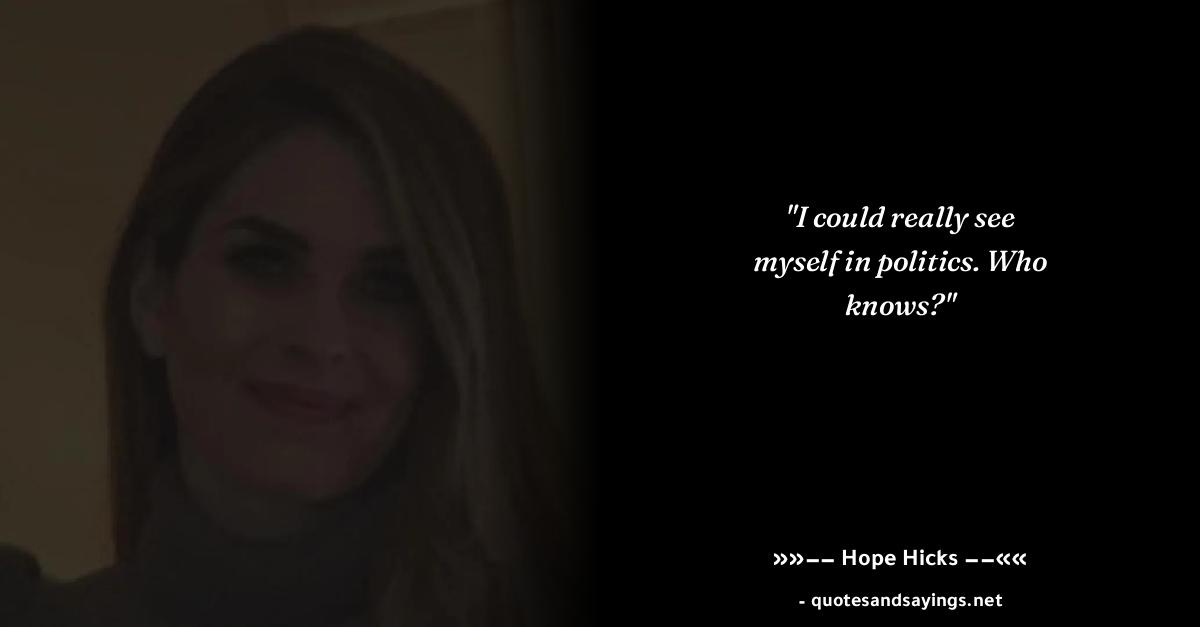 "I could really see
myself in politics. Who
knows?"
»»−− Hope Hicks −−««
- quotesandsayings.net